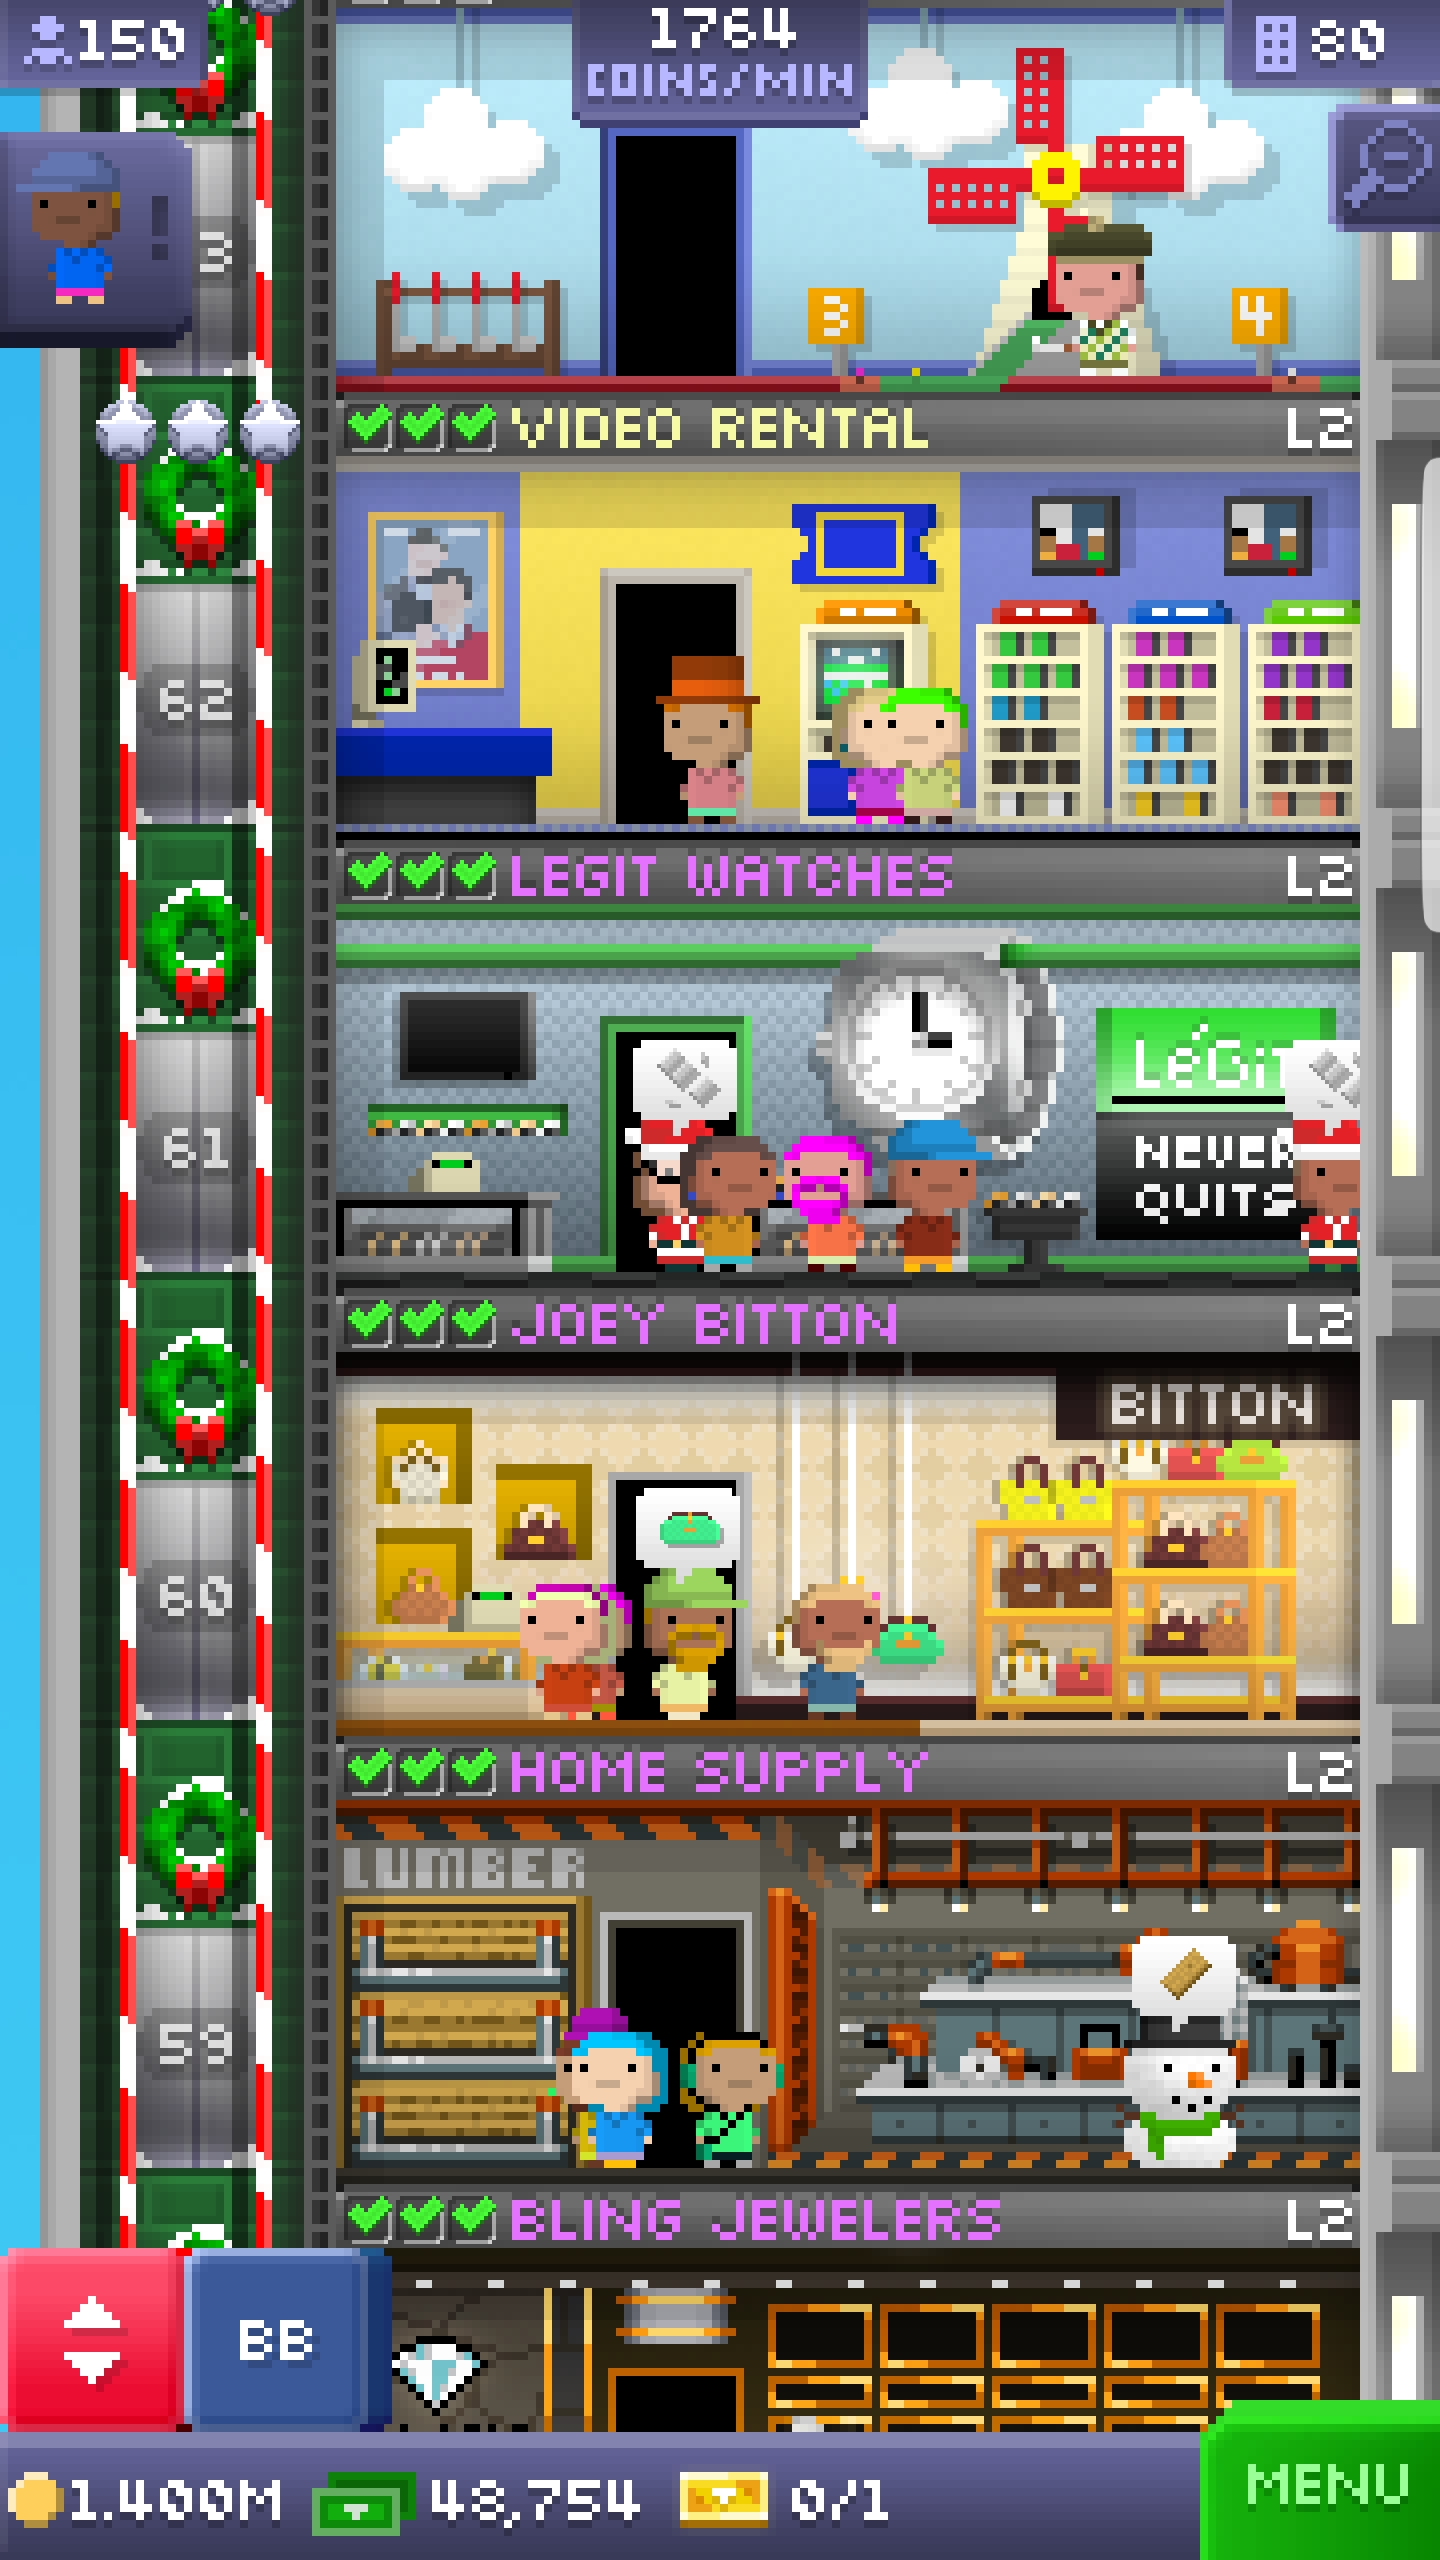 150
1764
COINS/MIN
80
3
3
4
VIDEO RENTAL
L2
62
LEGIT WATCHES
L2
LéGiT
NEVER
QUITS
61
JOEY BITTON
L2
BITTON
60
HOME SUPPLY
L2
LUMBER
59
BLING JEWELERS
L2
BB
1.400M
48,754
0/1
MENU